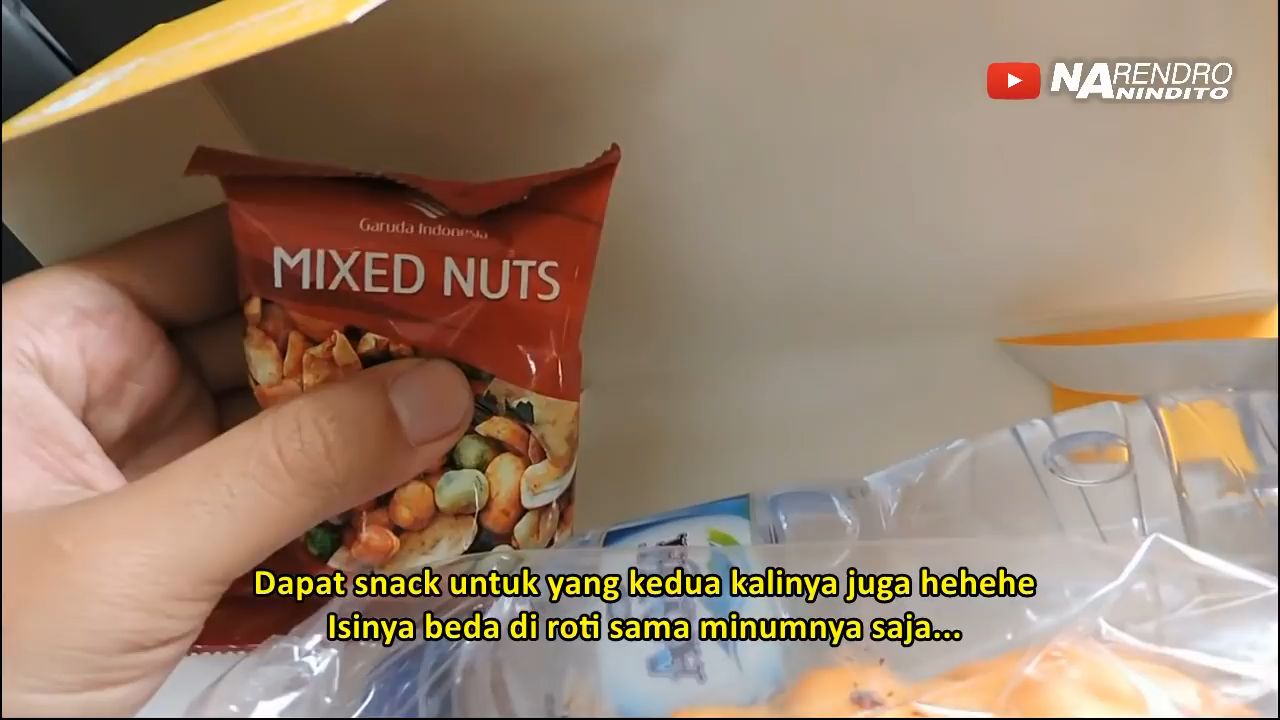 NARENDRO
NINDITO
Garuda Indonesia
MIXED NUTS
Dapat snack untuk yang kedua kalinya juga hehehe
Isinya beda di roti sama minumnya saja...